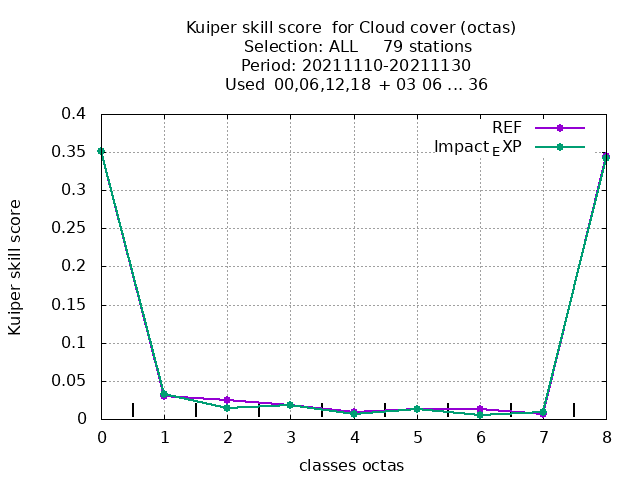 Kuiper skill score  for Cloud cover (octas)
Selection: ALL     79 stations
Period: 20211110-20211130
Used  00,06,12,18 + 03 06 ... 36
REF
Impact_EXP
0.4
0.35
0.3
0.25
0.2
0.15
0.1
0.05
0
Kuiper skill score
0 1 2 3 4 5 6 7 8
classes octas